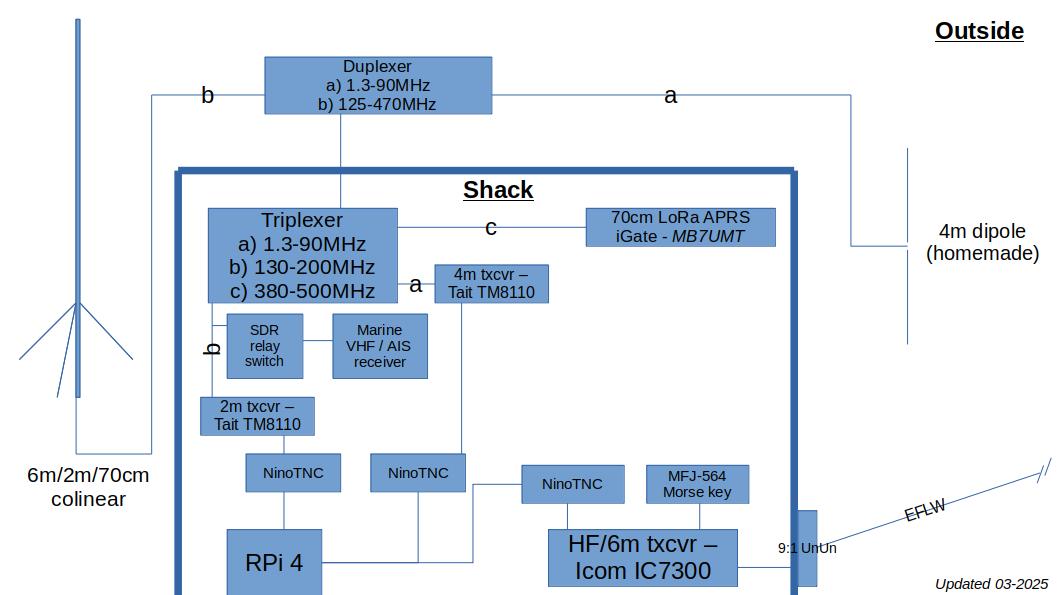 Outside
Duplexer
a) 1.3-90MHz
b) 125-470MHz
b
a
Shack
Triplexer
a) 1.3-90MHz
b) 130-200MHz
c) 380-500MHz
c
70cm LoRa APRS
iGate - MB7UMT
4m dipole
(homemade)
a
4m txcvr –
Tait TM8110
b
SDR
relay
switch
Marine
VHF / AIS
receiver
2m txcvr –
Tait TM8110
6m/2m/70cm
colinear
NinoTNC
NinoTNC
NinoTNC
MFJ-564
Morse key
EFLW
9:1 UnUn
RPi 4
HF/6m txcvr –
Icom IC7300
Updated 03-2025